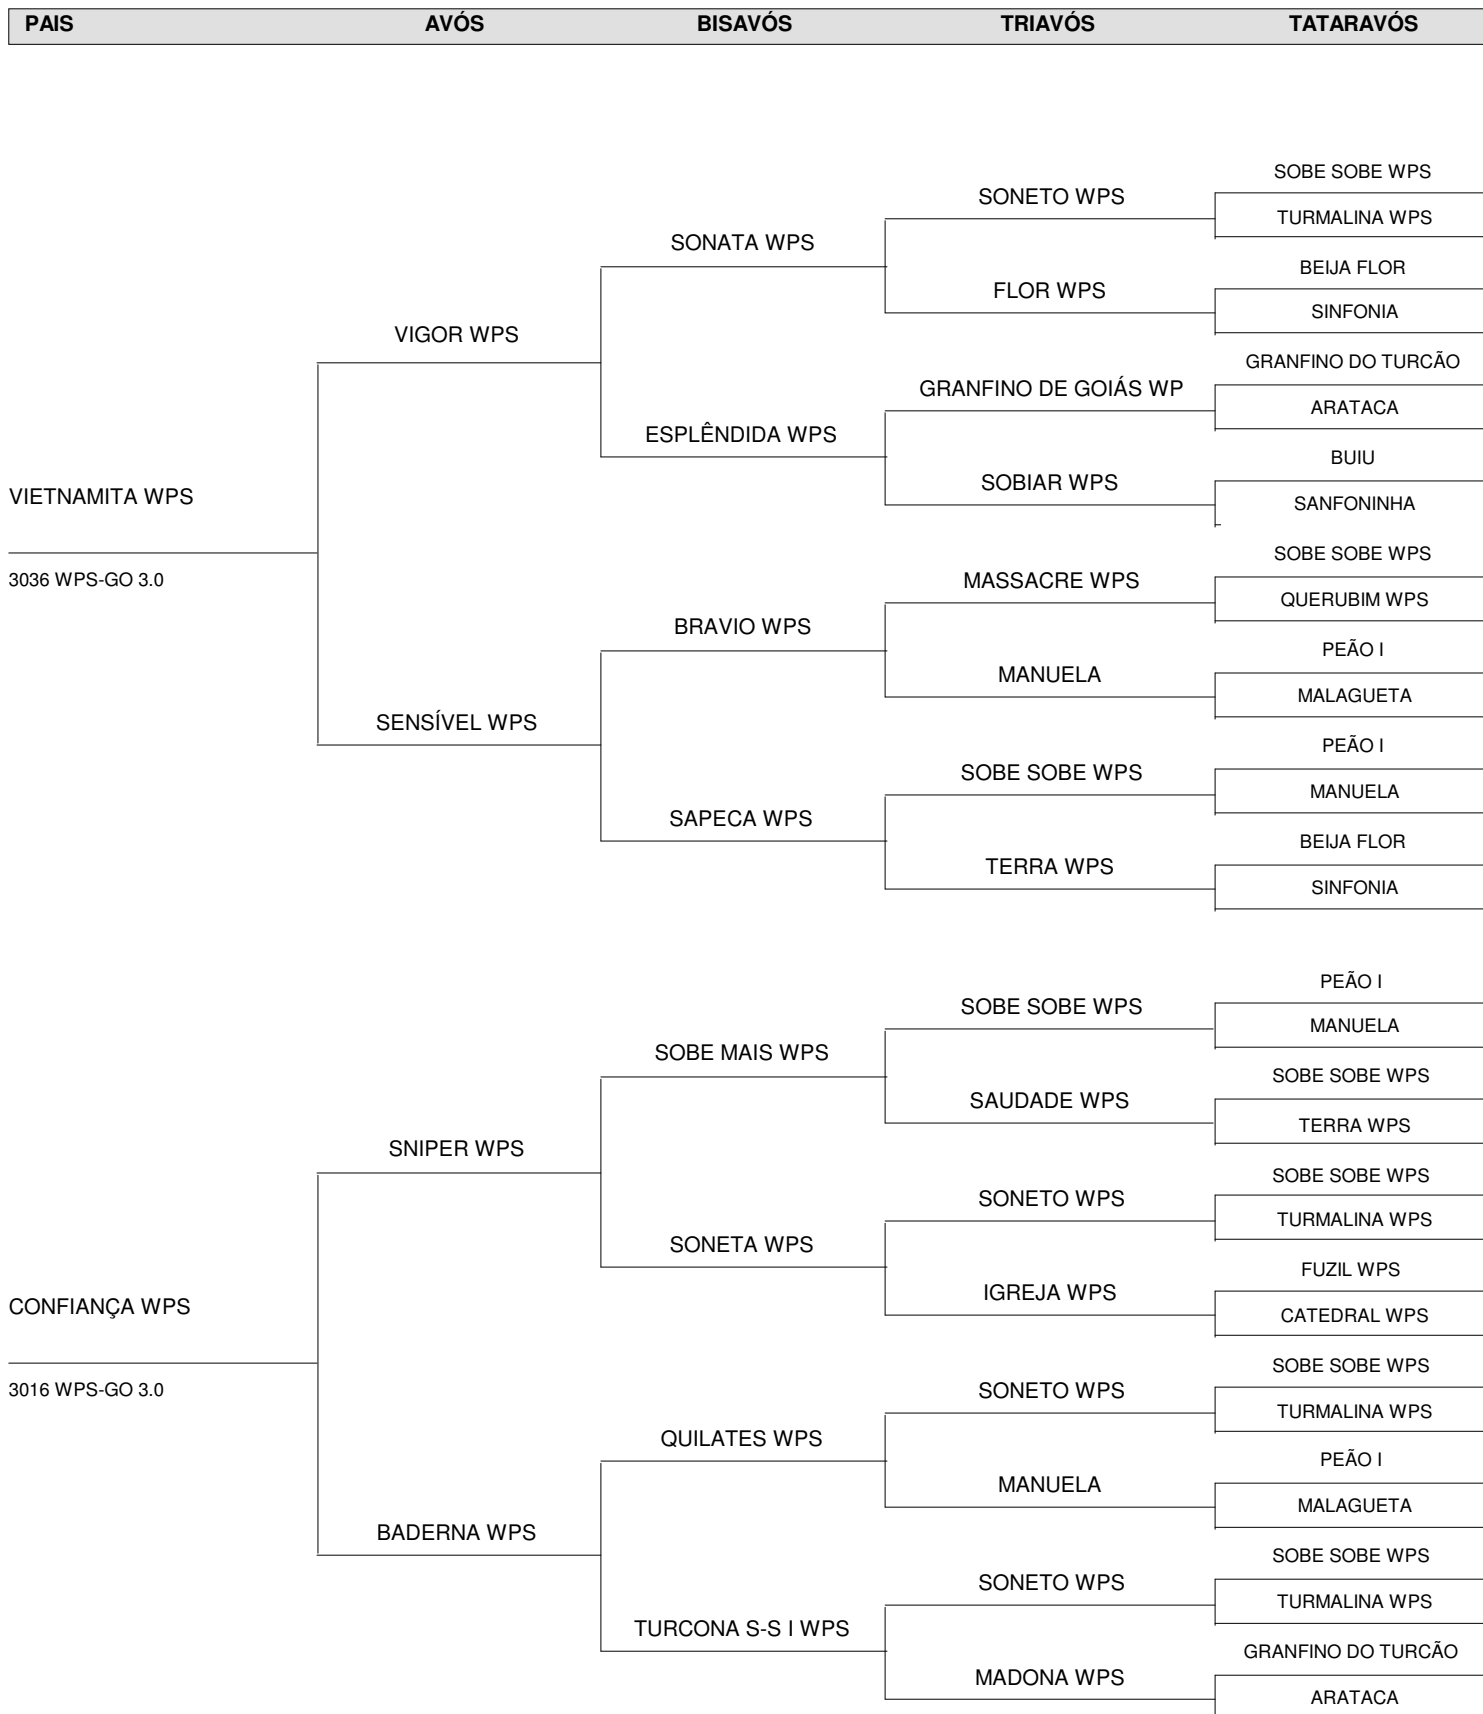 PAIS AVÓS BISAVÓS TRIAVÓS TATARAVÓS
SOBE SOBE WPS
SONETO WPS
TURMALINA WPS
SONATA WPS
BEIJA FLOR
FLOR WPS
SINFONIA
VIGOR WPS
GRANFINO DO TURCÃO
GRANFINO DE GOIÁS WP
ARATACA
ESPLÊNDIDA WPS
BUIU
SOBIAR WPS
SANFONINHA
VIETNAMITA WPS
3036 WPS-GO 3.0
SOBE SOBE WPS
MASSACRE WPS
QUERUBIM WPS
BRAVIO WPS
PEÃO I
MANUELA
MALAGUETA
SENSÍVEL WPS
PEÃO I
SOBE SOBE WPS
MANUELA
SAPECA WPS
BEIJA FLOR
TERRA WPS
SINFONIA
PEÃO I
SOBE SOBE WPS
MANUELA
SOBE MAIS WPS
SOBE SOBE WPS
SAUDADE WPS
TERRA WPS
SNIPER WPS
SOBE SOBE WPS
SONETO WPS
TURMALINA WPS
SONETA WPS
FUZIL WPS
IGREJA WPS
CATEDRAL WPS
CONFIANÇA WPS
3016 WPS-GO 3.0
SOBE SOBE WPS
SONETO WPS
TURMALINA WPS
QUILATES WPS
PEÃO I
MANUELA
MALAGUETA
BADERNA WPS
SOBE SOBE WPS
SONETO WPS
TURMALINA WPS
TURCONA S-S I WPS
GRANFINO DO TURCÃO
MADONA WPS
ARATACA